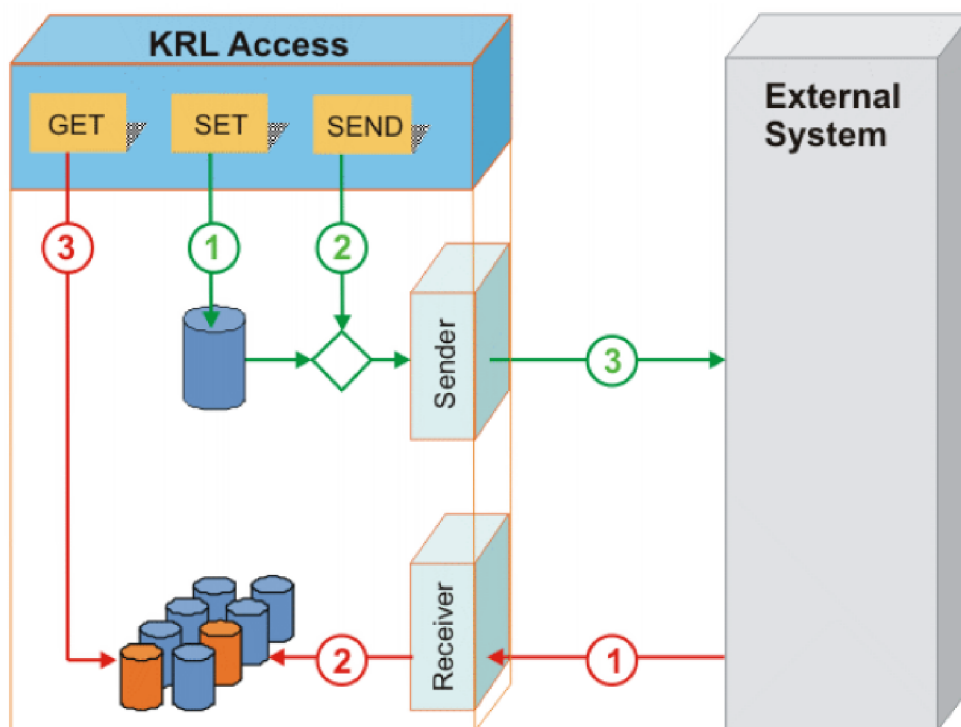 KRL Access
GET
SET
SEND
External
System
3
1
2
Sender
3
Receiver
2
1